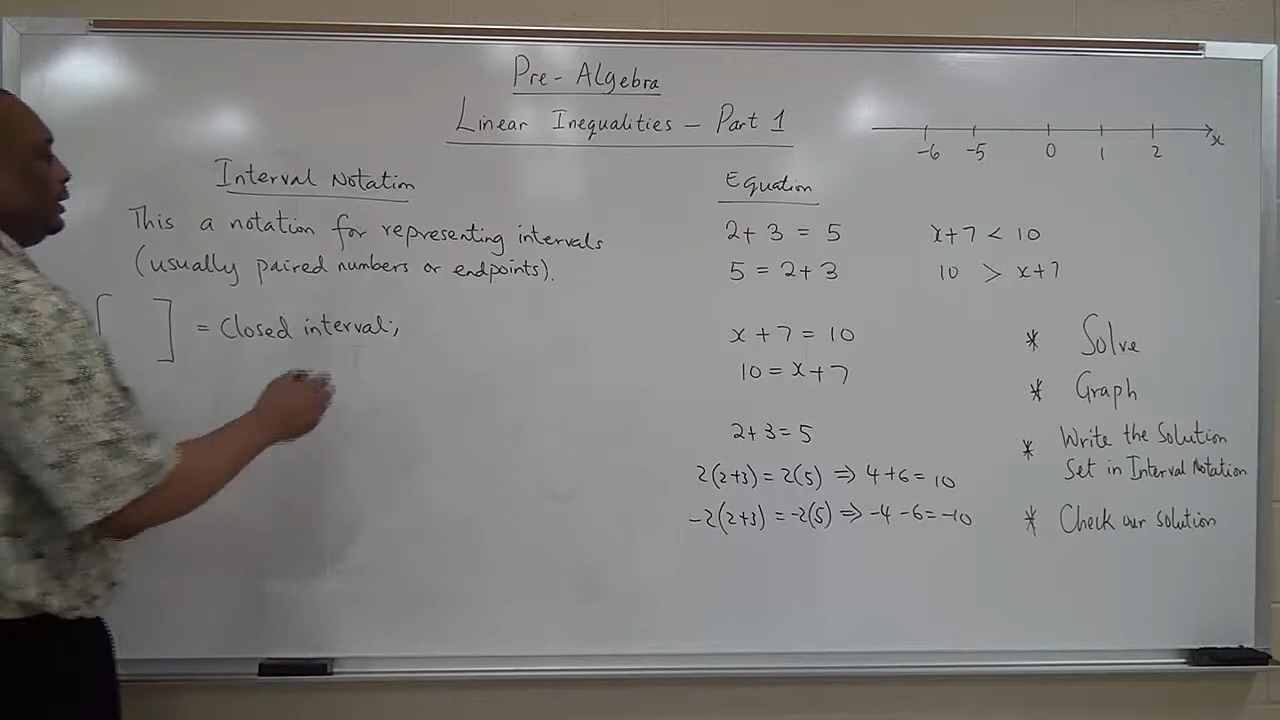 Pre-Algebra
Linear Inequalities - Part 1
-6 -5 0 1 2 x
Interval Notation
This a notation for representing intervals
(usually paired numbers or endpoints).
[ ] = Closed interval;
Equation
2+3=5
5=2+3
x+7=10
10=x+7
2+3=5
2(2+3)=2(5)⇒4+6=10
-2(2+3)=-2(5)⇒-4-6=-10
x+7<10
10 > x+7
* Solve
* Graph
* Write the Solution
Set in Interval Notation
* Check our solution